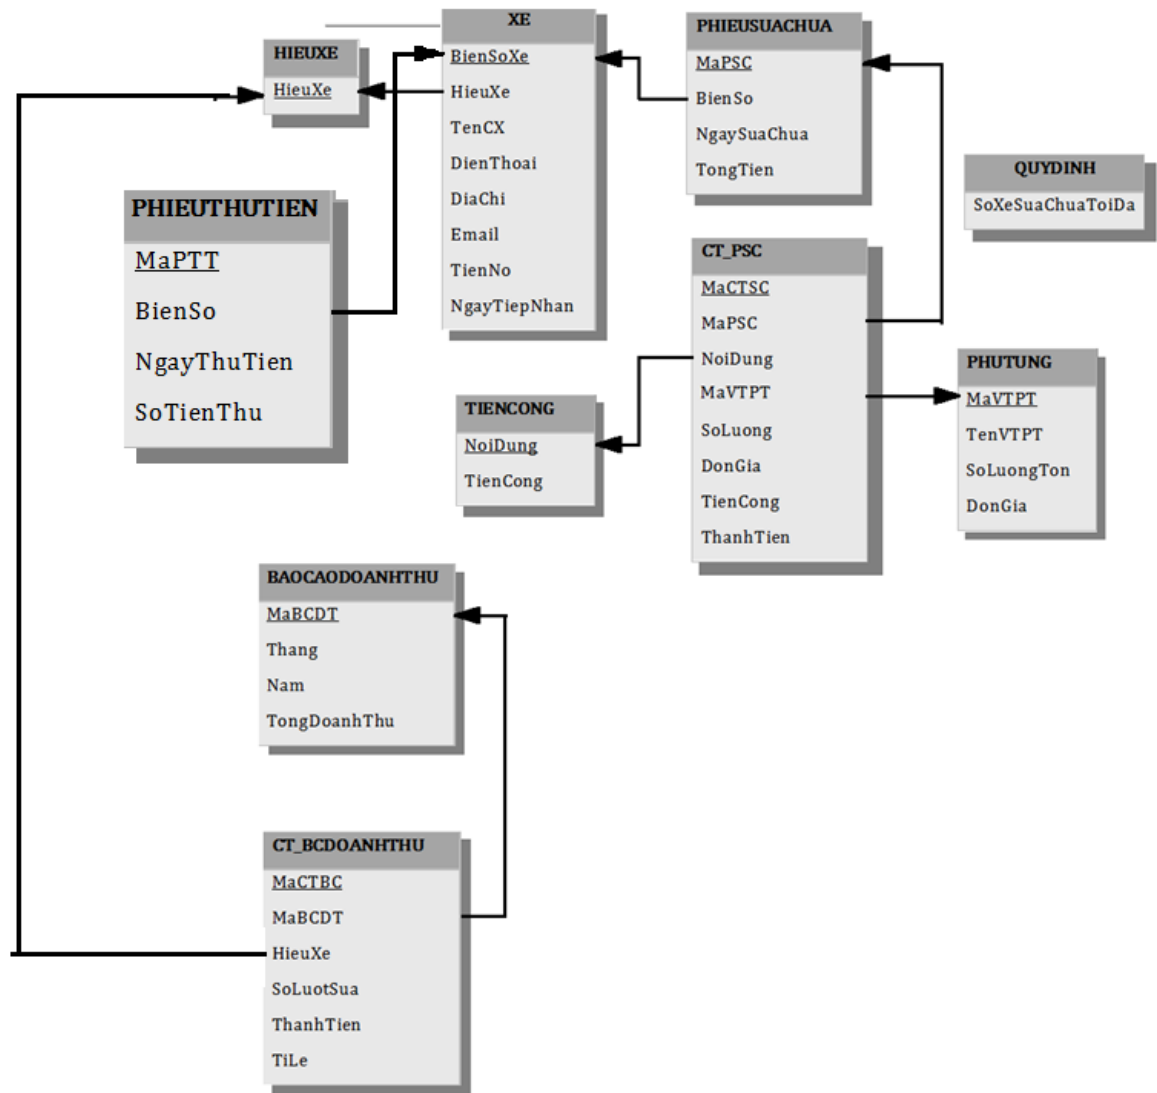 HIEUXE
HieuXe
XE
BienSoXe
HieuXe
TenCX
DienThoai
DiaChi
Email
TienNo
NgayTiepNhan
PHIEUSUACHUA
MaPSC
BienSo
NgaySuaChua
TongTien
QUYDINH
SoXeSuaChuaToiDa
PHIEUTHUTIEN
MaPTT
BienSo
NgayThuTien
SoTienThu
CT_PSC
MaCTSC
MaPSC
NoiDung
MaVTPT
SoLuong
DonGia
TienCong
ThanhTien
PHUTUNG
MaVTPT
TenVTPT
SoLuongTon
DonGia
TIENCONG
NoiDung
TienCong
BAOCAODOANHTHU
MaBCDT
Thang
Nam
TongDoanhThu
CT_BCDOANHTHU
MaCTBC
MaBCDT
HieuXe
SoLuotSua
ThanhTien
TiLe